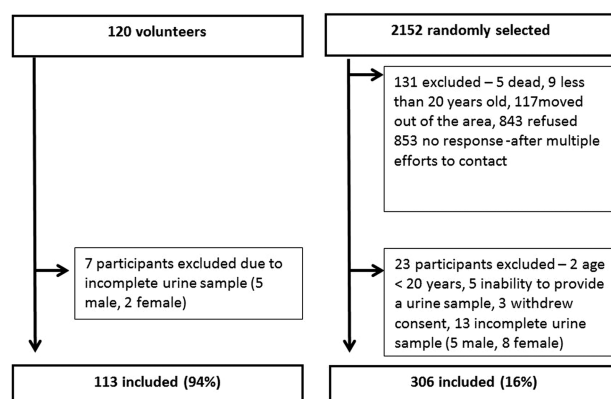 120 volunteers
2152 randomly selected
131 excluded – 5 dead, 9 less
than 20 years old, 117moved
out of the area, 843 refused
853 no response -after multiple
efforts to contact
7 participants excluded due to
incomplete urine sample (5
male, 2 female)
23 participants excluded – 2 age
< 20 years, 5 inability to provide
a urine sample, 3 withdrew
consent, 13 incomplete urine
sample (5 male, 8 female)
113 included (94%)
306 included (16%)